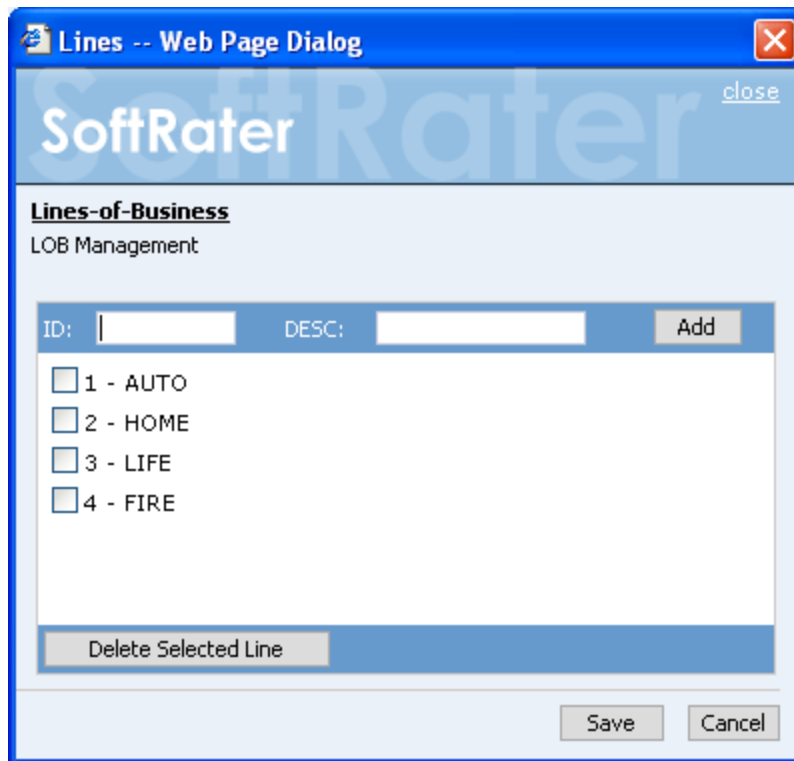 Lines -- Web Page Dialog
close
SoftRater
SoftRater
Lines-of-Business
LOB Management
ID: DESC: Add
1 - AUTO
2 - HOME
3 - LIFE
4 - FIRE
Delete Selected Line
Save Cancel